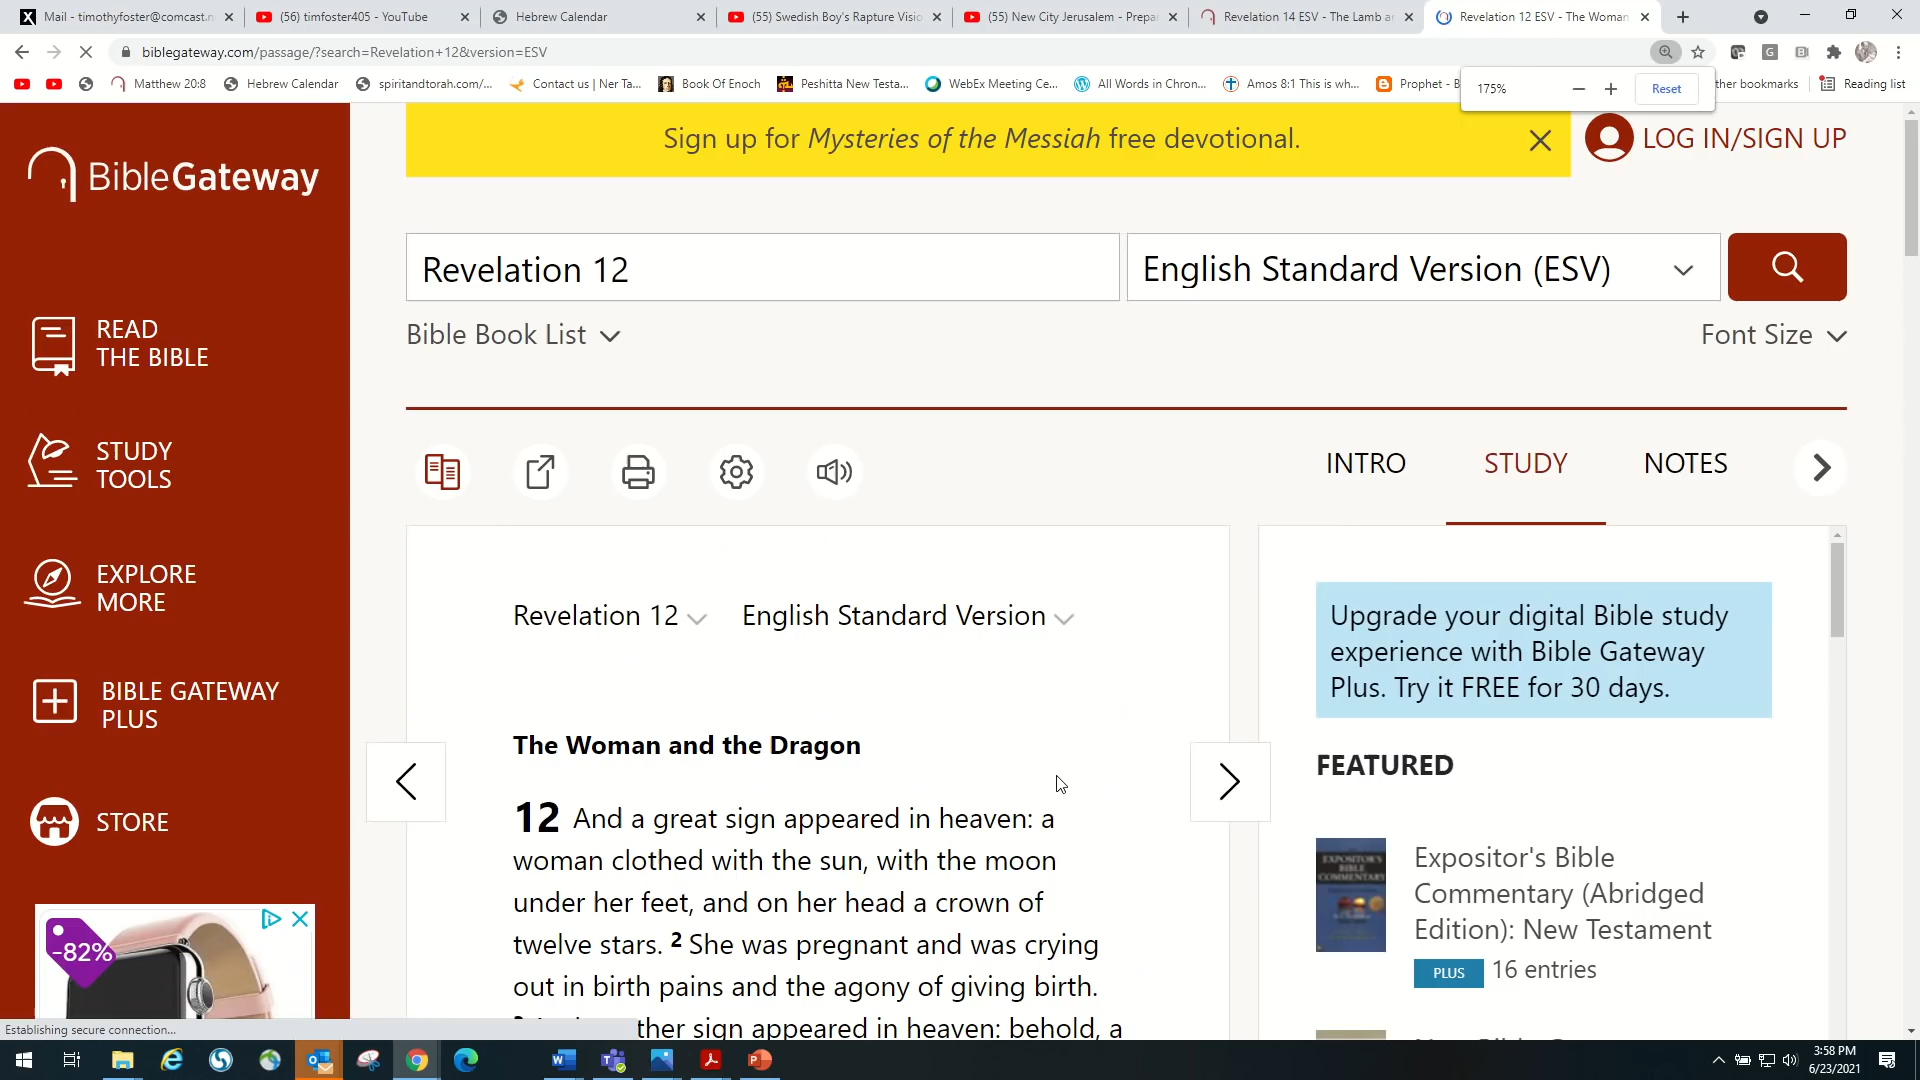 Mail - timothyfoster@comcast.n
(56) timfoster405 - YouTube
Hebrew Calendar
(55) Swedish Boy's Rapture Visio
(55) New City Jerusalem - Prepa
Revelation 14 ESV - The Lamb a
Revelation 12 ESV - The Woman
biblegateway.com/passage/?search=Revelation+12&version=ESV
Matthew 20:8
Hebrew Calendar
spiritandtorah.com/...
Contact us | Ner Ta...
Book Of Enoch
Peshitta New Testa...
WebEx Meeting Ce...
All Words in Chron...
Amos 8:1 This is wh...
Prophet - B
ther bookmarks
Reading list
175%
Reset
Sign up for Mysteries of the Messiah free devotional.
LOG IN/SIGN UP
BibleGateway
Revelation 12
English Standard Version (ESV)
Bible Book List
Font Size
READ
THE BIBLE
STUDY
TOOLS
EXPLORE
MORE
BIBLE GATEWAY
PLUS
STORE
-82%
INTRO
STUDY
NOTES
Revelation 12
English Standard Version
The Woman and the Dragon
12 And a great sign appeared in heaven: a
woman clothed with the sun, with the moon
under her feet, and on her head a crown of
twelve stars. 2 She was pregnant and was crying
out in birth pains and the agony of giving birth.
ther sign appeared in heaven: behold, a
Upgrade your digital Bible study
experience with Bible Gateway
Plus. Try it FREE for 30 days.
FEATURED
EXPOSITOR'S
BIBLE
COMMENTARY
Expositor's Bible
Commentary (Abridged
Edition): New Testament
PLUS
16 entries
Establishing secure connection...
3:58 PM
6/23/2021